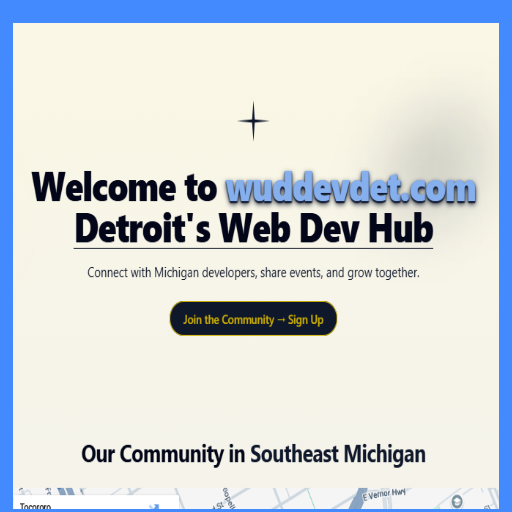 Welcome to wuddevdet.com
Detroit's Web Dev Hub
Connect with Michigan developers, share events, and grow together.
Join the Community → Sign Up
Our Community in Southeast Michigan
E Vernor Hwy